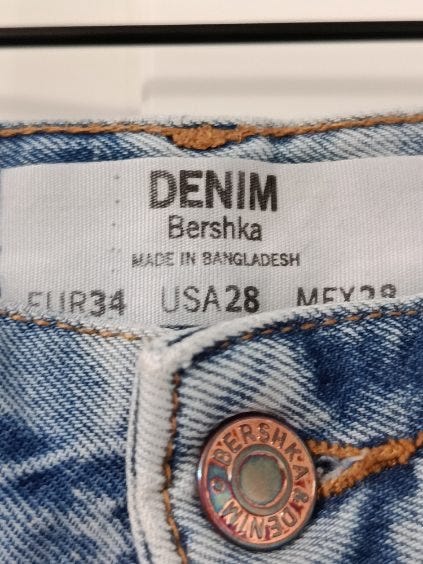 DENIM
Bershka
MADE IN BANGLADESH
EUR34 USA28 MEX28
BERSHKA & DENIM